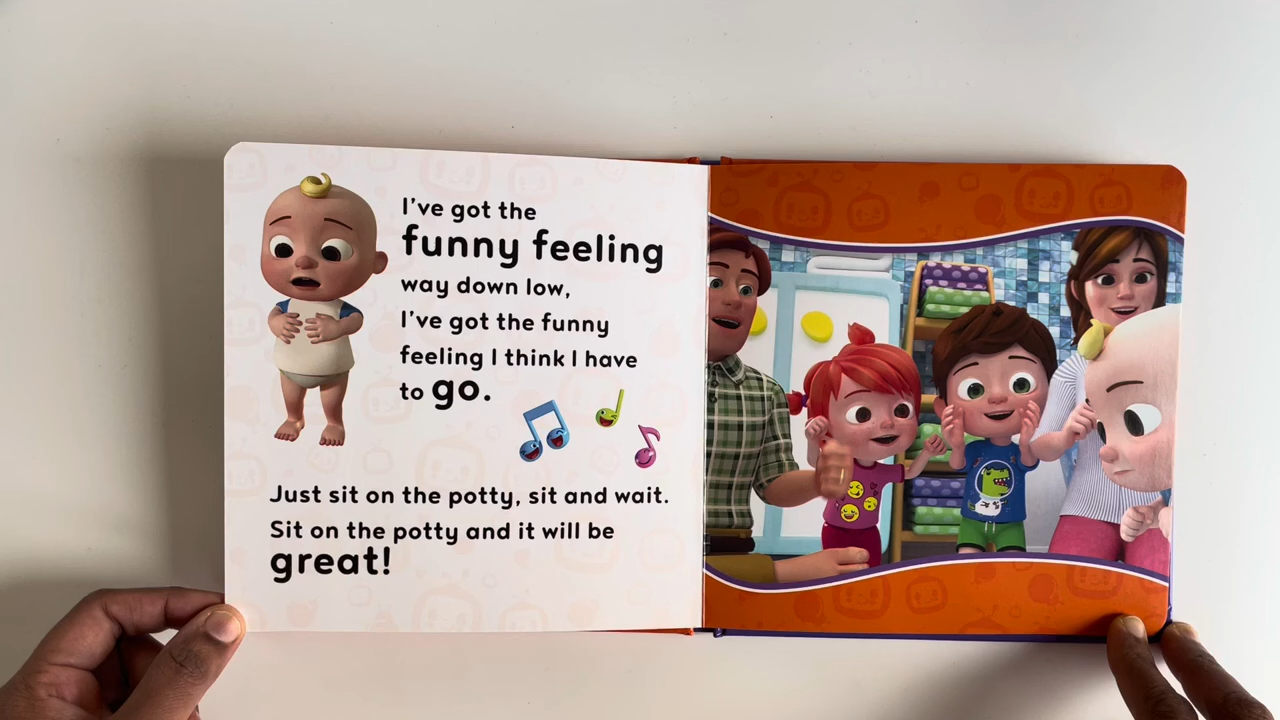 I've got the
funny feeling
way down low,
I've got the funny
feeling I think I have
to go.
Just sit on the potty, sit and wait.
Sit on the potty and it will be
great!